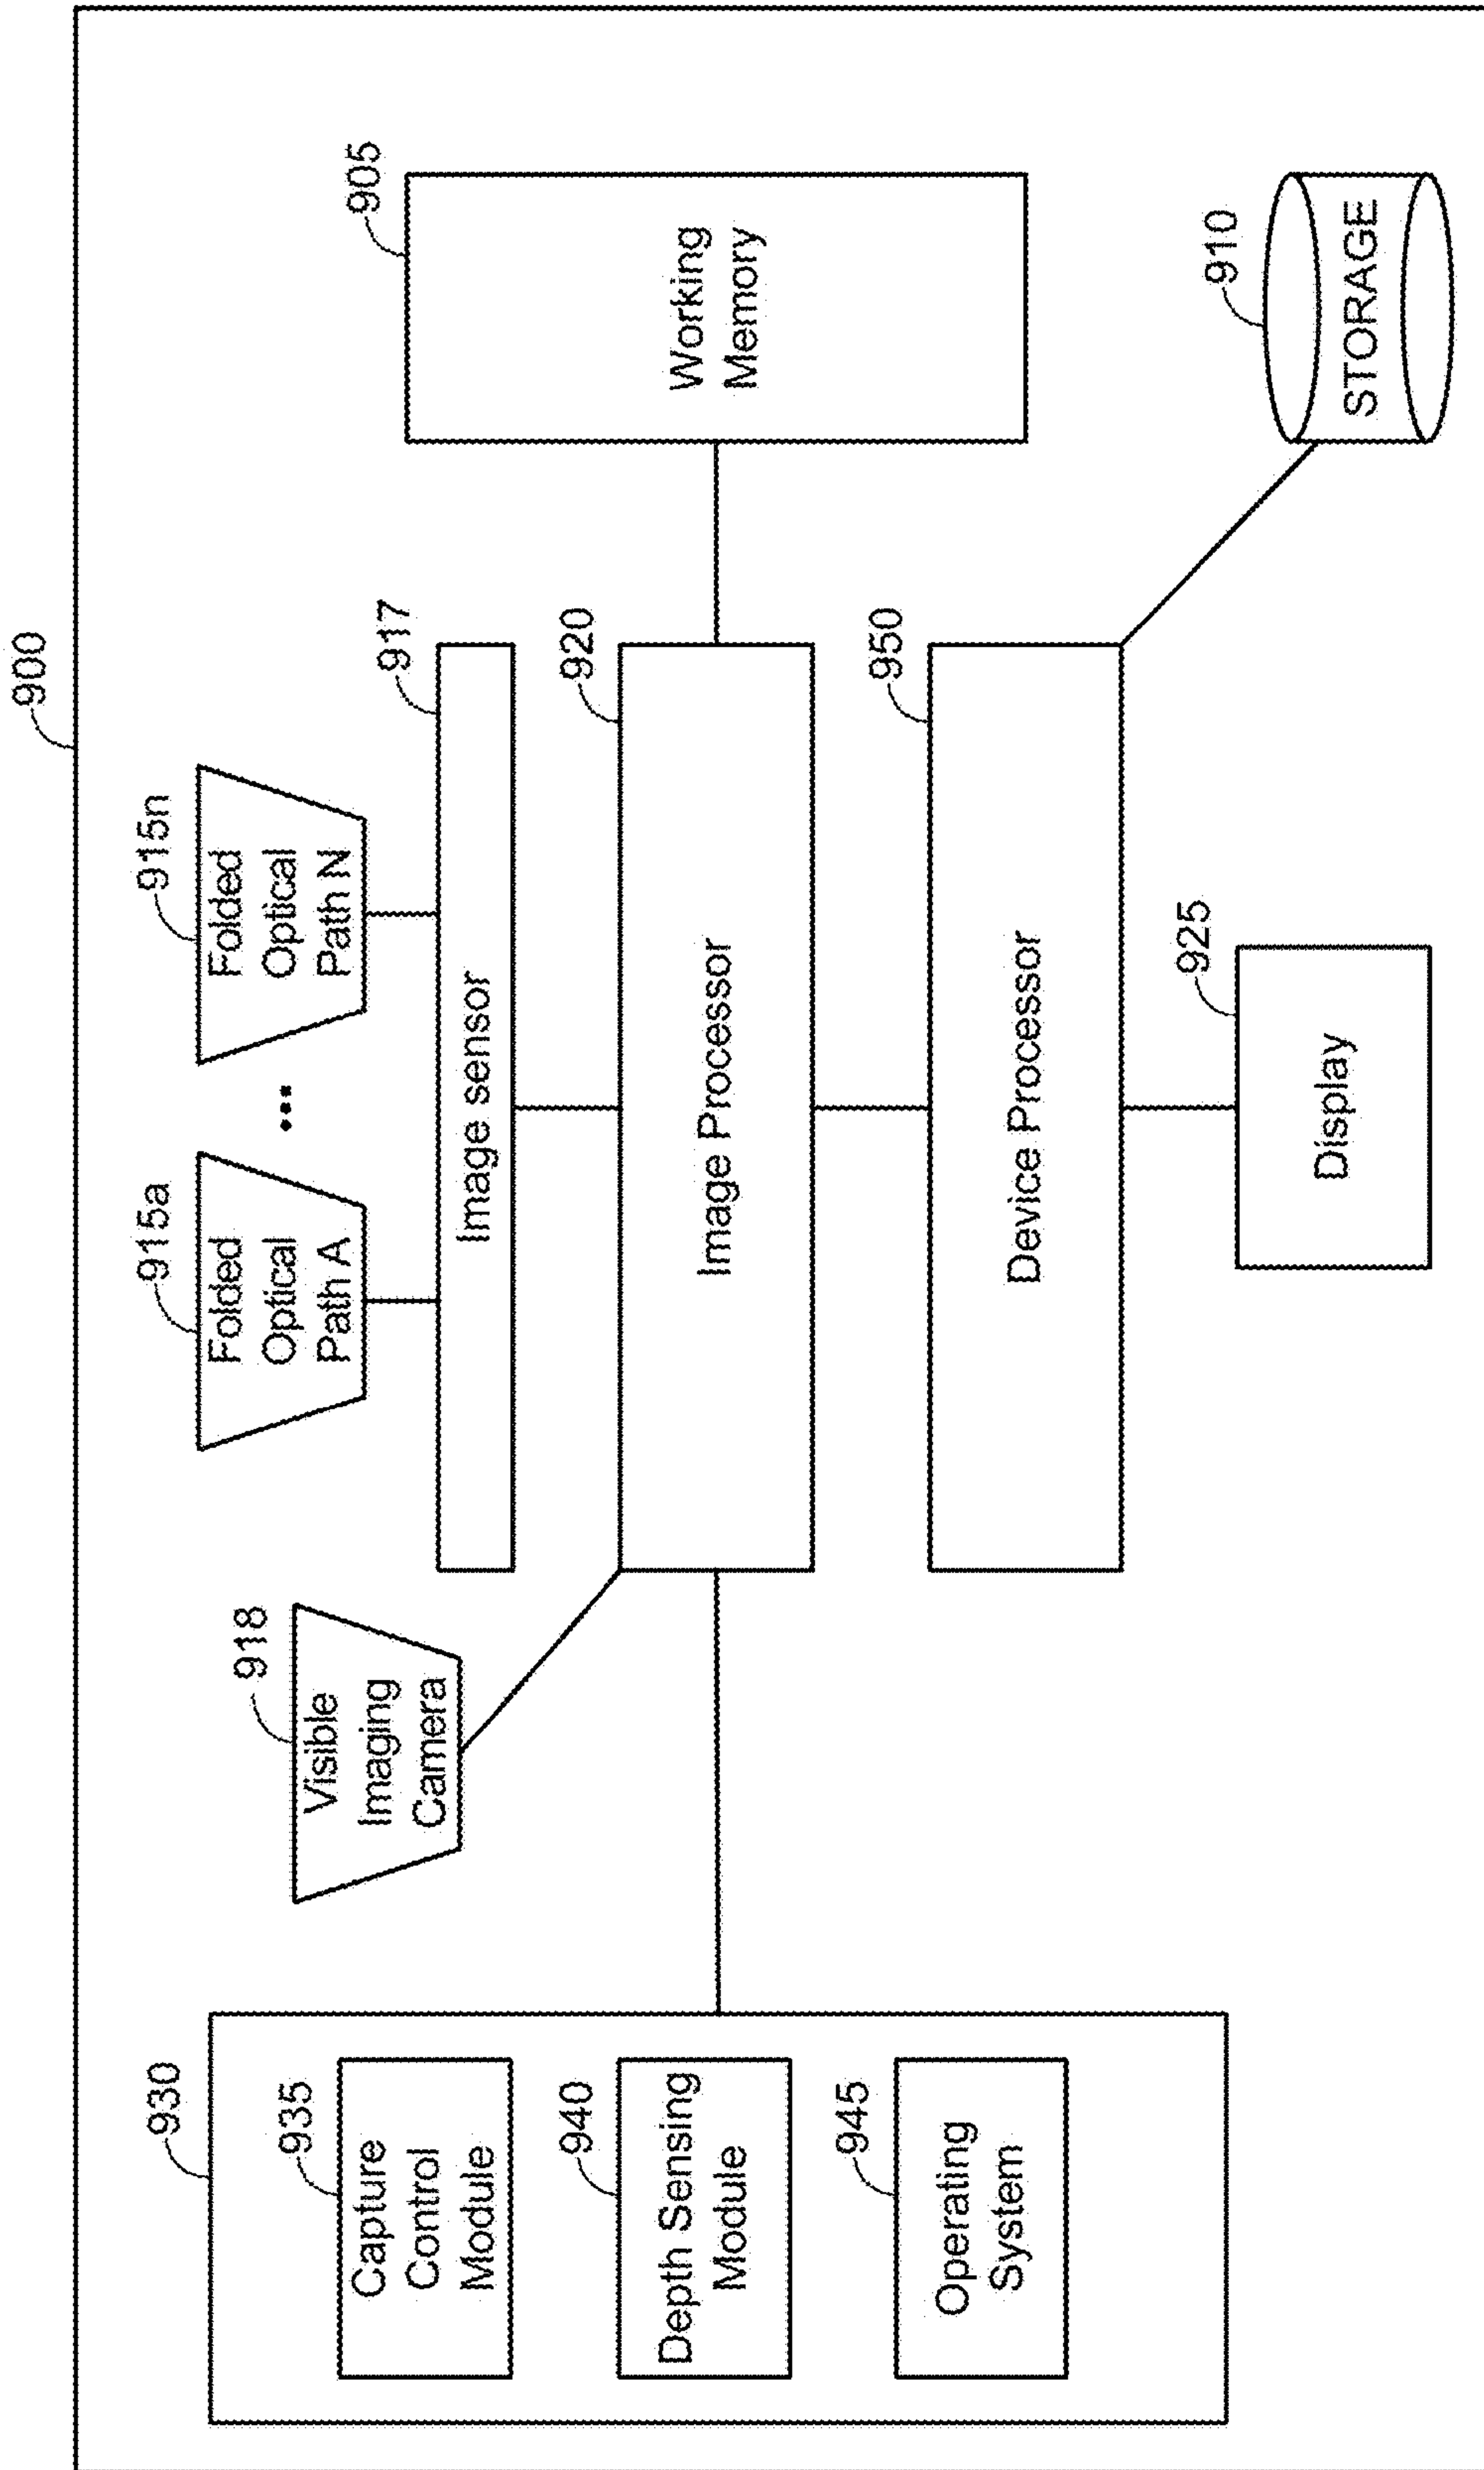 900
930
935
Capture
Control
Module
940
Depth Sensing
Module
945
Operating
System
918
Visible
Imaging
Camera
915a
Folded
Optical
Path A
...
915n
Folded
Optical
Path N
917
Image sensor
920
Image Processor
950
Device Processor
925
Display
905
Working
Memory
910
STORAGE